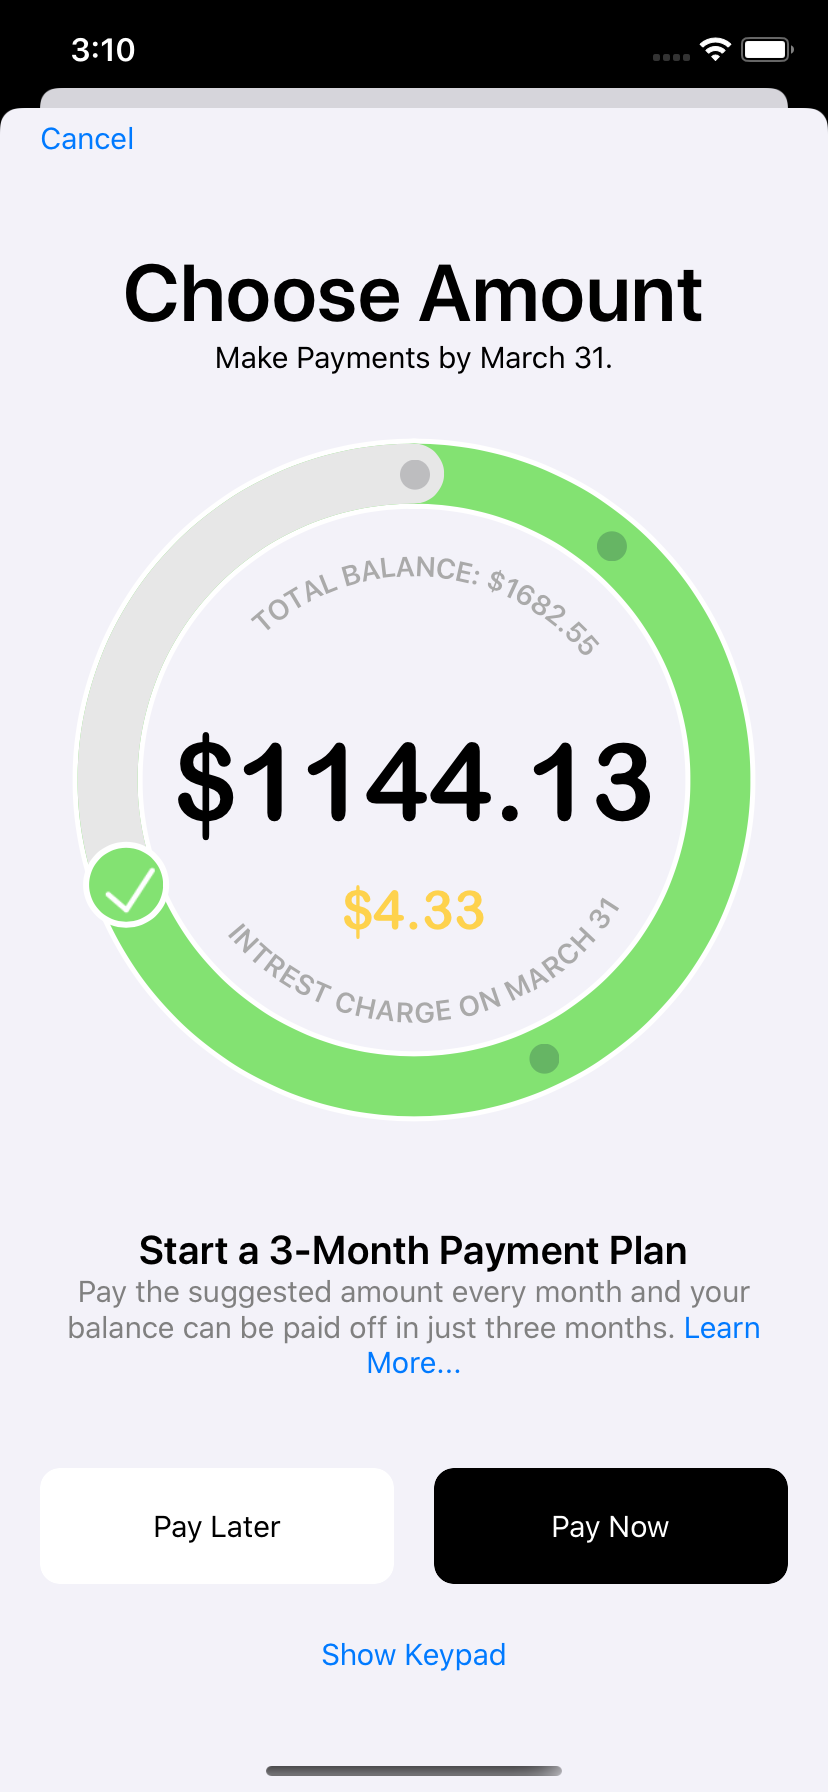 3:10
Cancel
Choose Amount
Make Payments by March 31.
TOTAL BALANCE: $1682.55
$1144.13
$4.33
INTREST CHARGE ON MARCH 31
Start a 3-Month Payment Plan
Pay the suggested amount every month and your
balance can be paid off in just three months. Learn
More...
Pay Later
Pay Now
Show Keypad